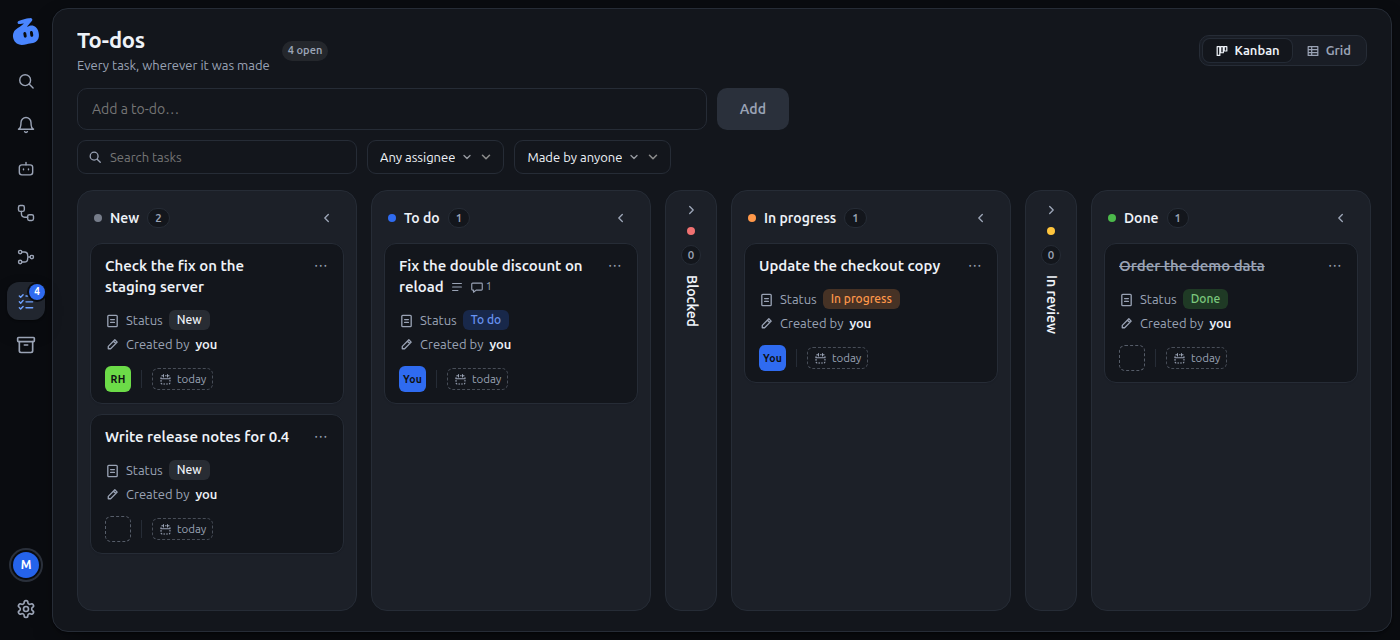 To-dos
4 open
Every task, wherever it was made
Kanban
Grid
Add a to-do…
Add
Search tasks
Any assignee
Made by anyone
4
M
New 2
Check the fix on the
staging server
Status New
Created by you
RH
today
Write release notes for 0.4
Status New
Created by you
today
To do 1
Fix the double discount on
reload 1
Status To do
Created by you
You
today
0
Blocked
In progress 1
Update the checkout copy
Status In progress
Created by you
You
today
0
In review
Done 1
Order the demo data
Status Done
Created by you
today